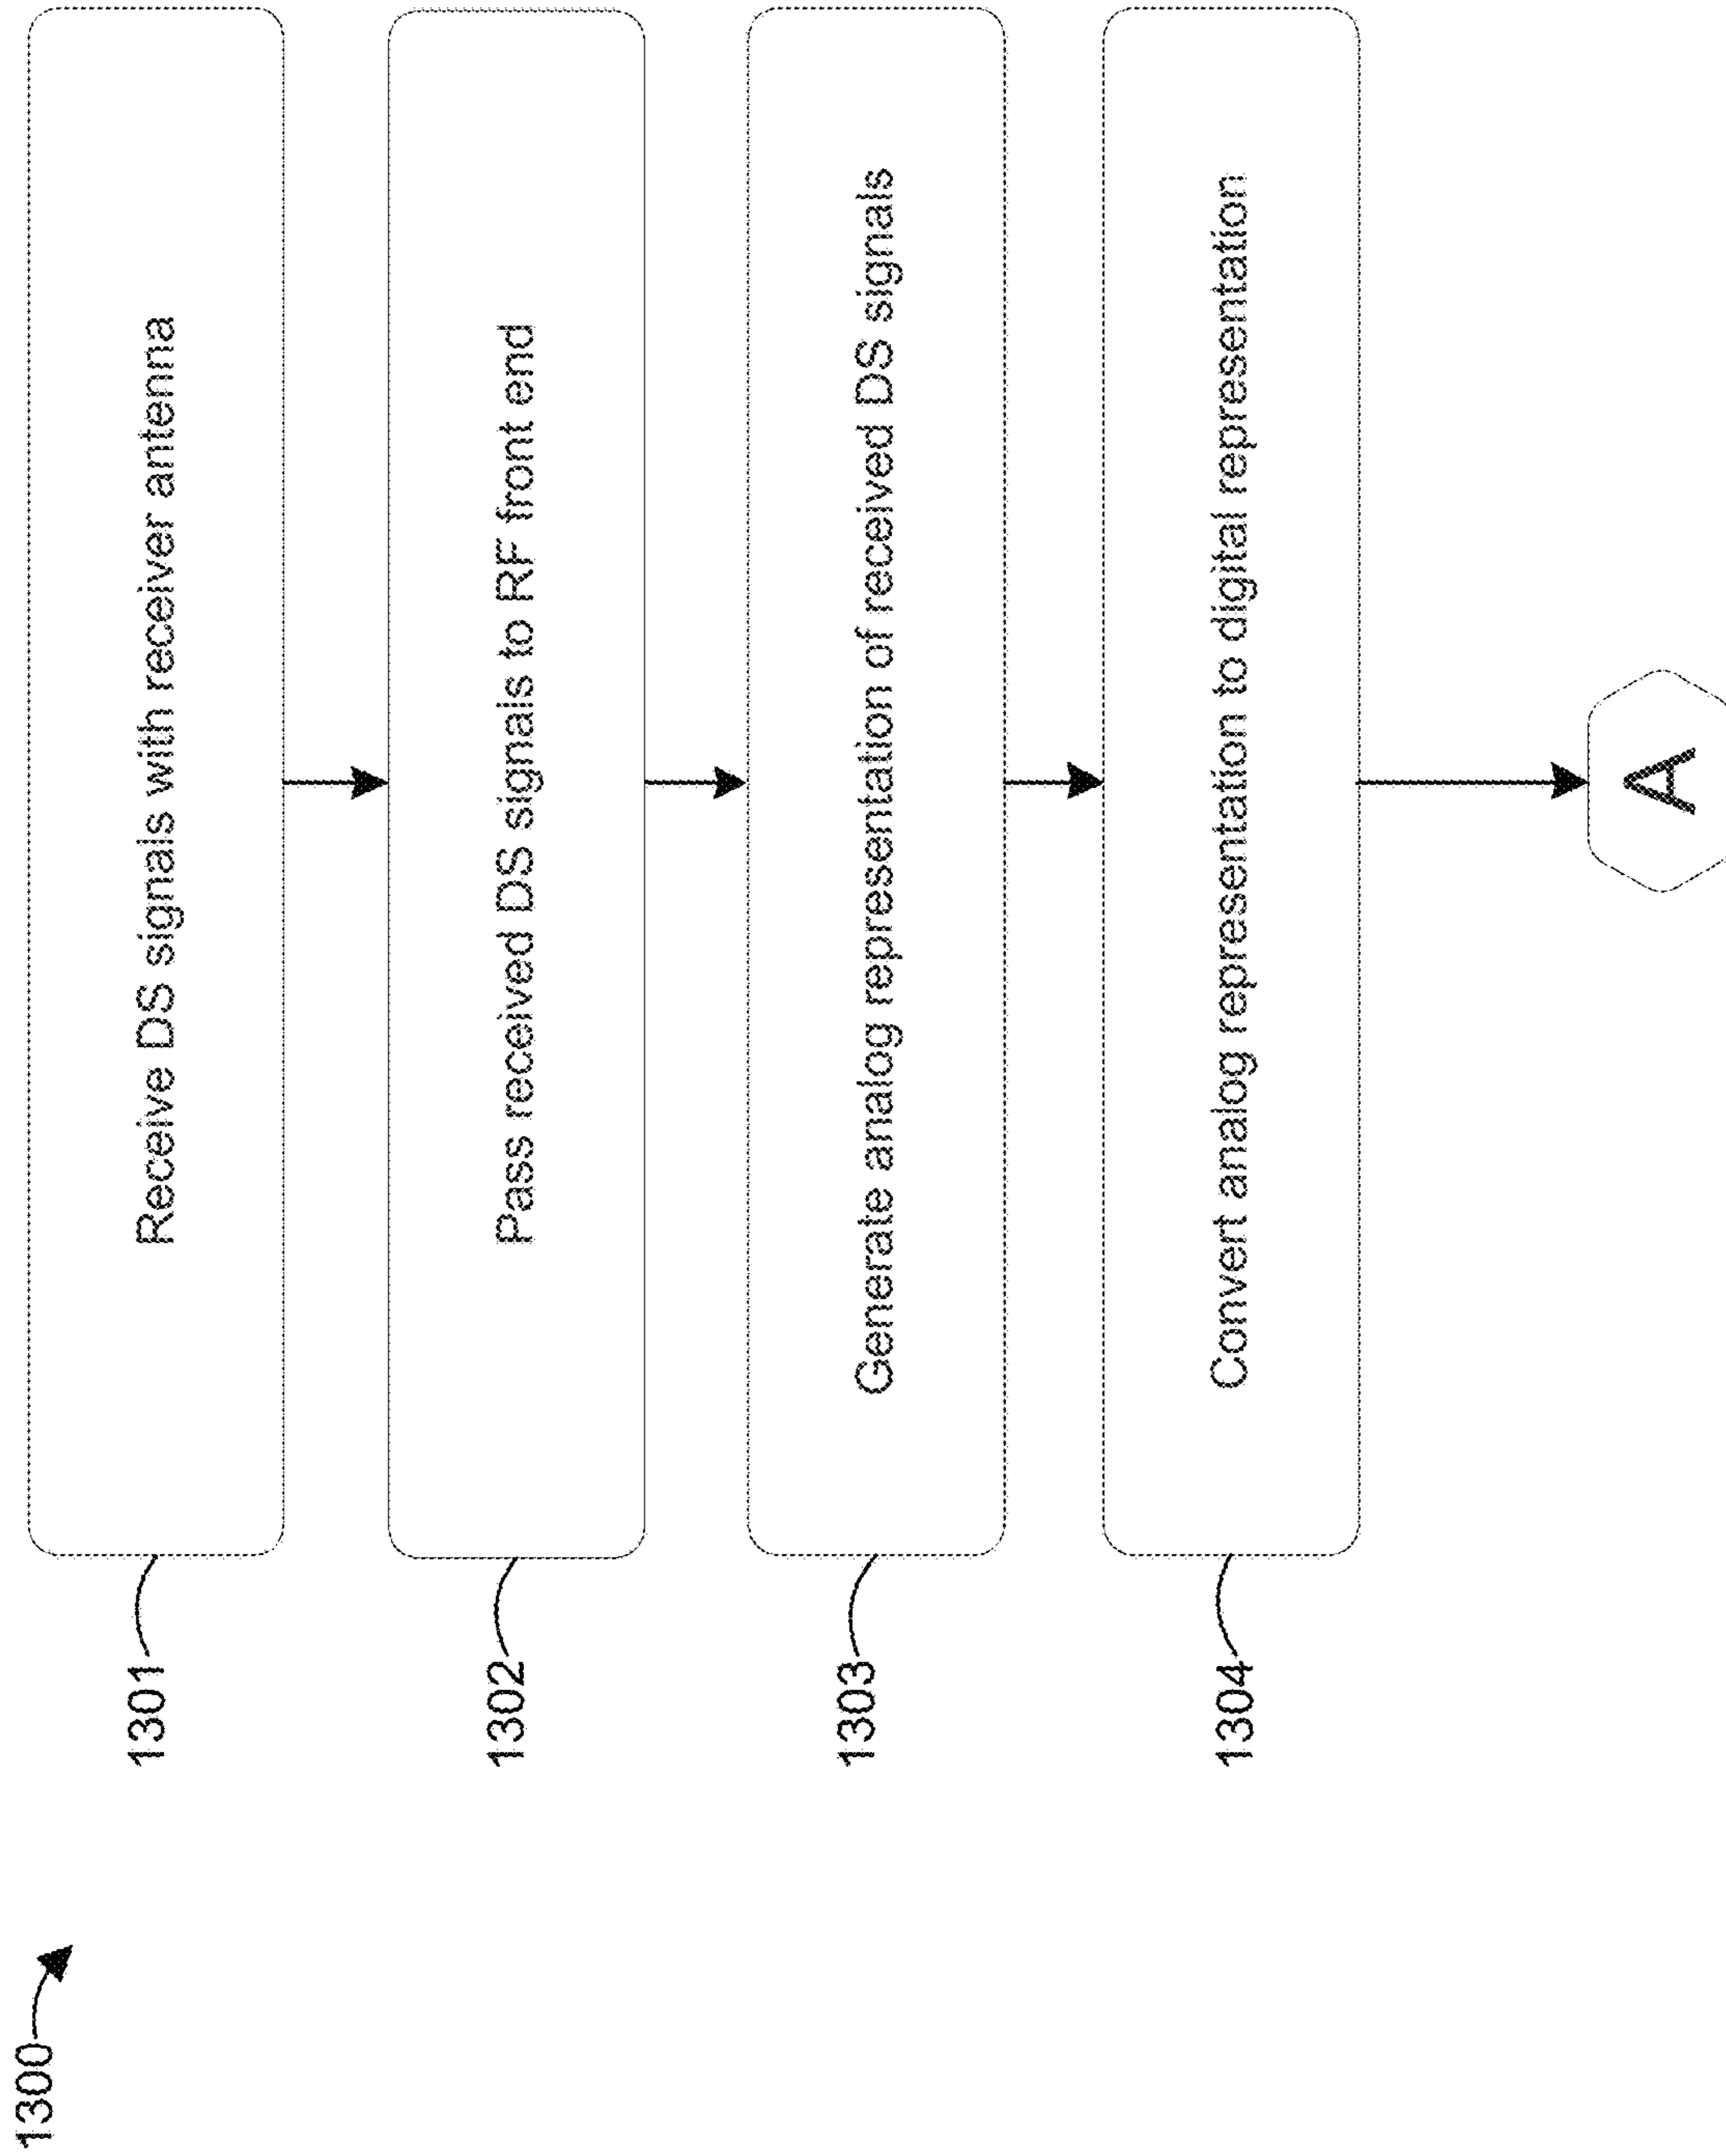 1300
1301
Receive DS signals with receiver antenna
1302
Pass received DS signals to RF front end
1303
Generate analog representation of received DS signals
1304
Convert analog representation to digital representation
A